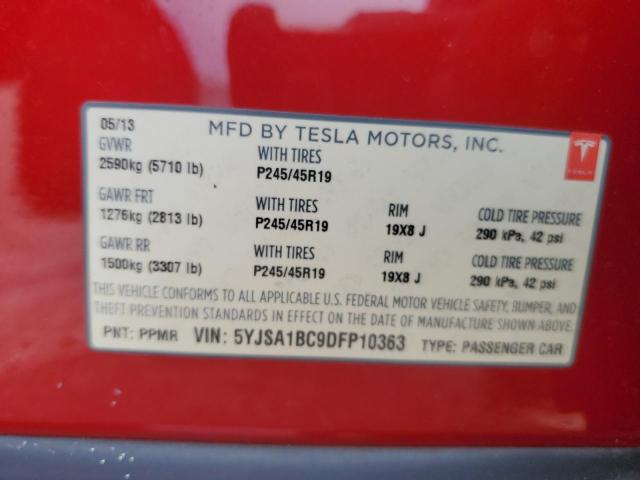 05/13 MFD BY TESLA MOTORS, INC.
GVWR WITH TIRES
2590kg (5710 lb) P245/45R19
TESLA
GAWR FRT WITH TIRES RIM COLD TIRE PRESSURE
1276kg (2813 lb) P245/45R19 19X8 J 290 kPa, 42 psi
GAWR RR WITH TIRES RIM COLD TIRE PRESSURE
1500kg (3307 lb) P245/45R19 19X8 J 290 kPa, 42 psi
THIS VEHICLE CONFORMS TO ALL APPLICABLE U.S. FEDERAL MOTOR VEHICLE SAFETY, BUMPER, AND
THEFT PREVENTION STANDARDS IN EFFECT ON THE DATE OF MANUFACTURE SHOWN ABOVE.
PNT: PPMR VIN: 5YJSA1BC9DFP10363 TYPE: PASSENGER CAR